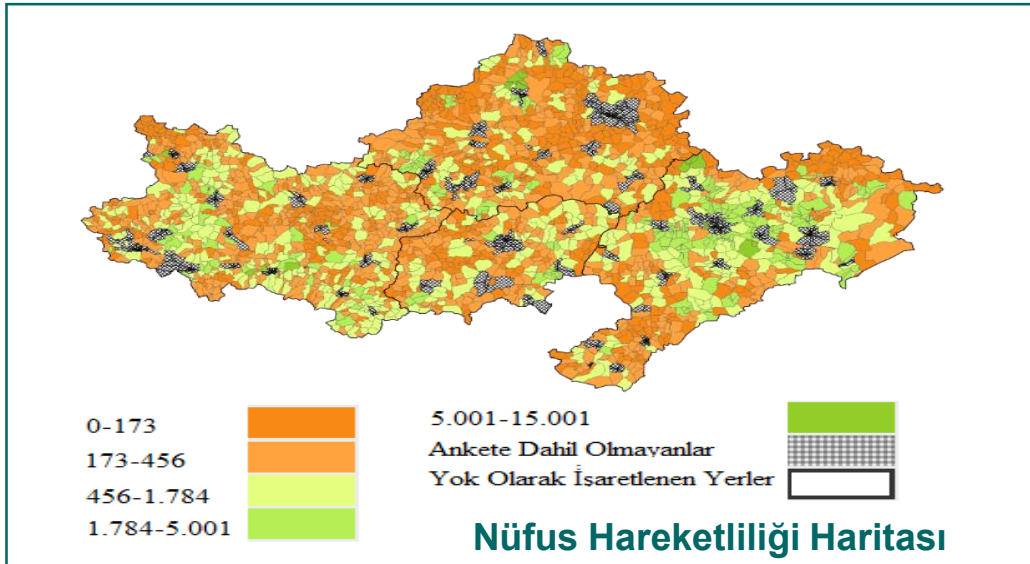 0-173
173-456
456-1.784
1.784-5.001
5.001-15.001
Ankete Dahil Olmayanlar
Yok Olarak İşaretlenen Yerler
Nüfus Hareketliliği Haritası